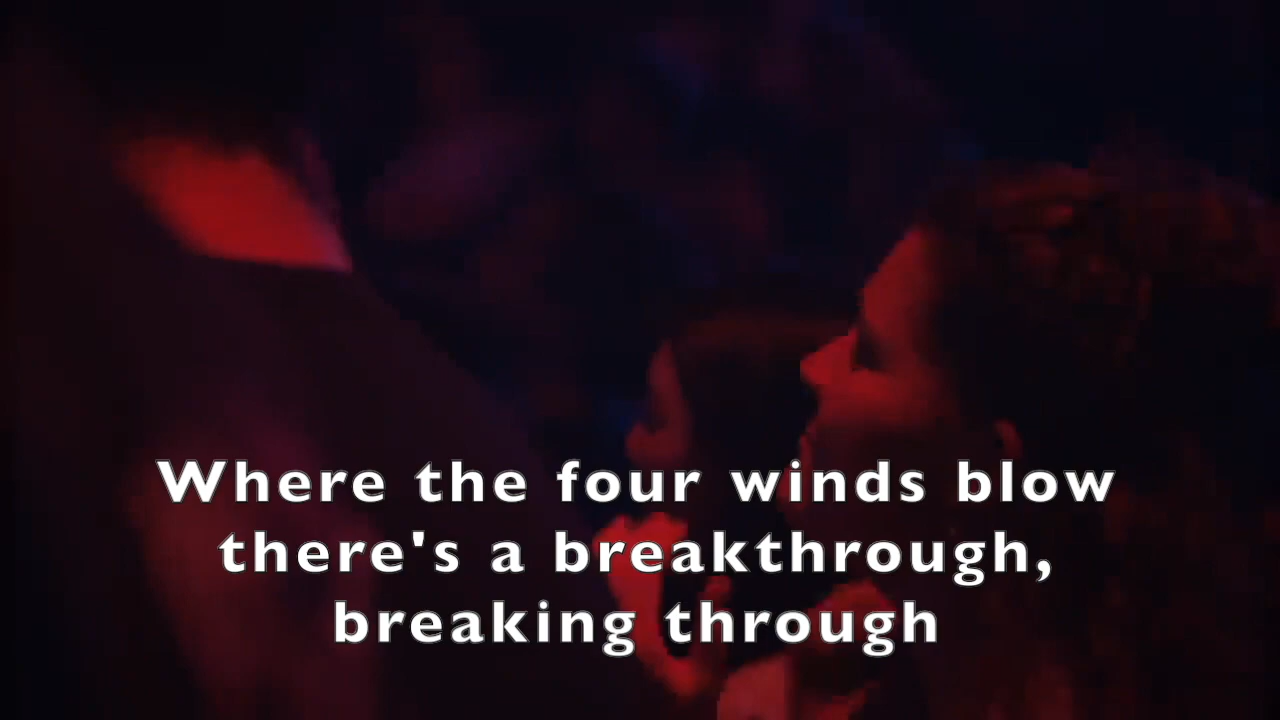 Where the four winds blow
there's a breakthrough,
breaking through